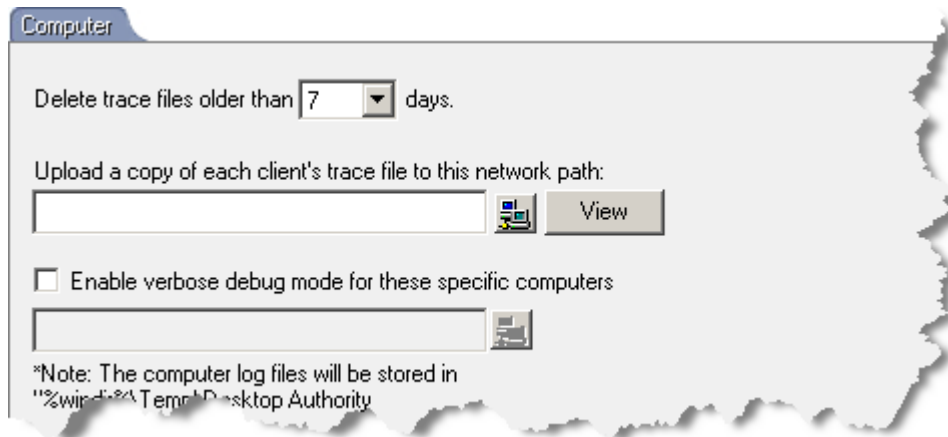 Computer
Delete trace files older than 7 days.
Upload a copy of each client's trace file to this network path:
View
Enable verbose debug mode for these specific computers
*Note: The computer log files will be stored in
"%windir%\Temp\Desktop Authority